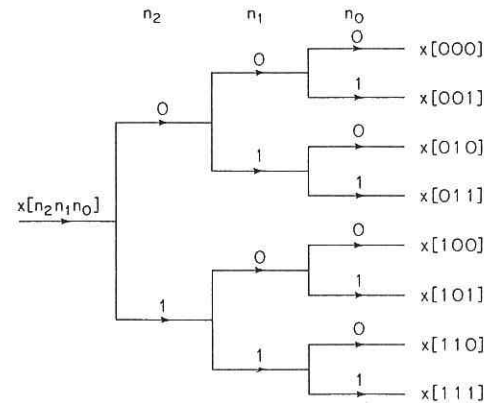 n₂ n₁ n₀
0
x[000]
0
1
x[001]
0
0
x[010]
1
1
x[011]
x[n₂n₁n₀]
0
x[100]
0
1
x[101]
1
0
x[110]
1
1
x[111]